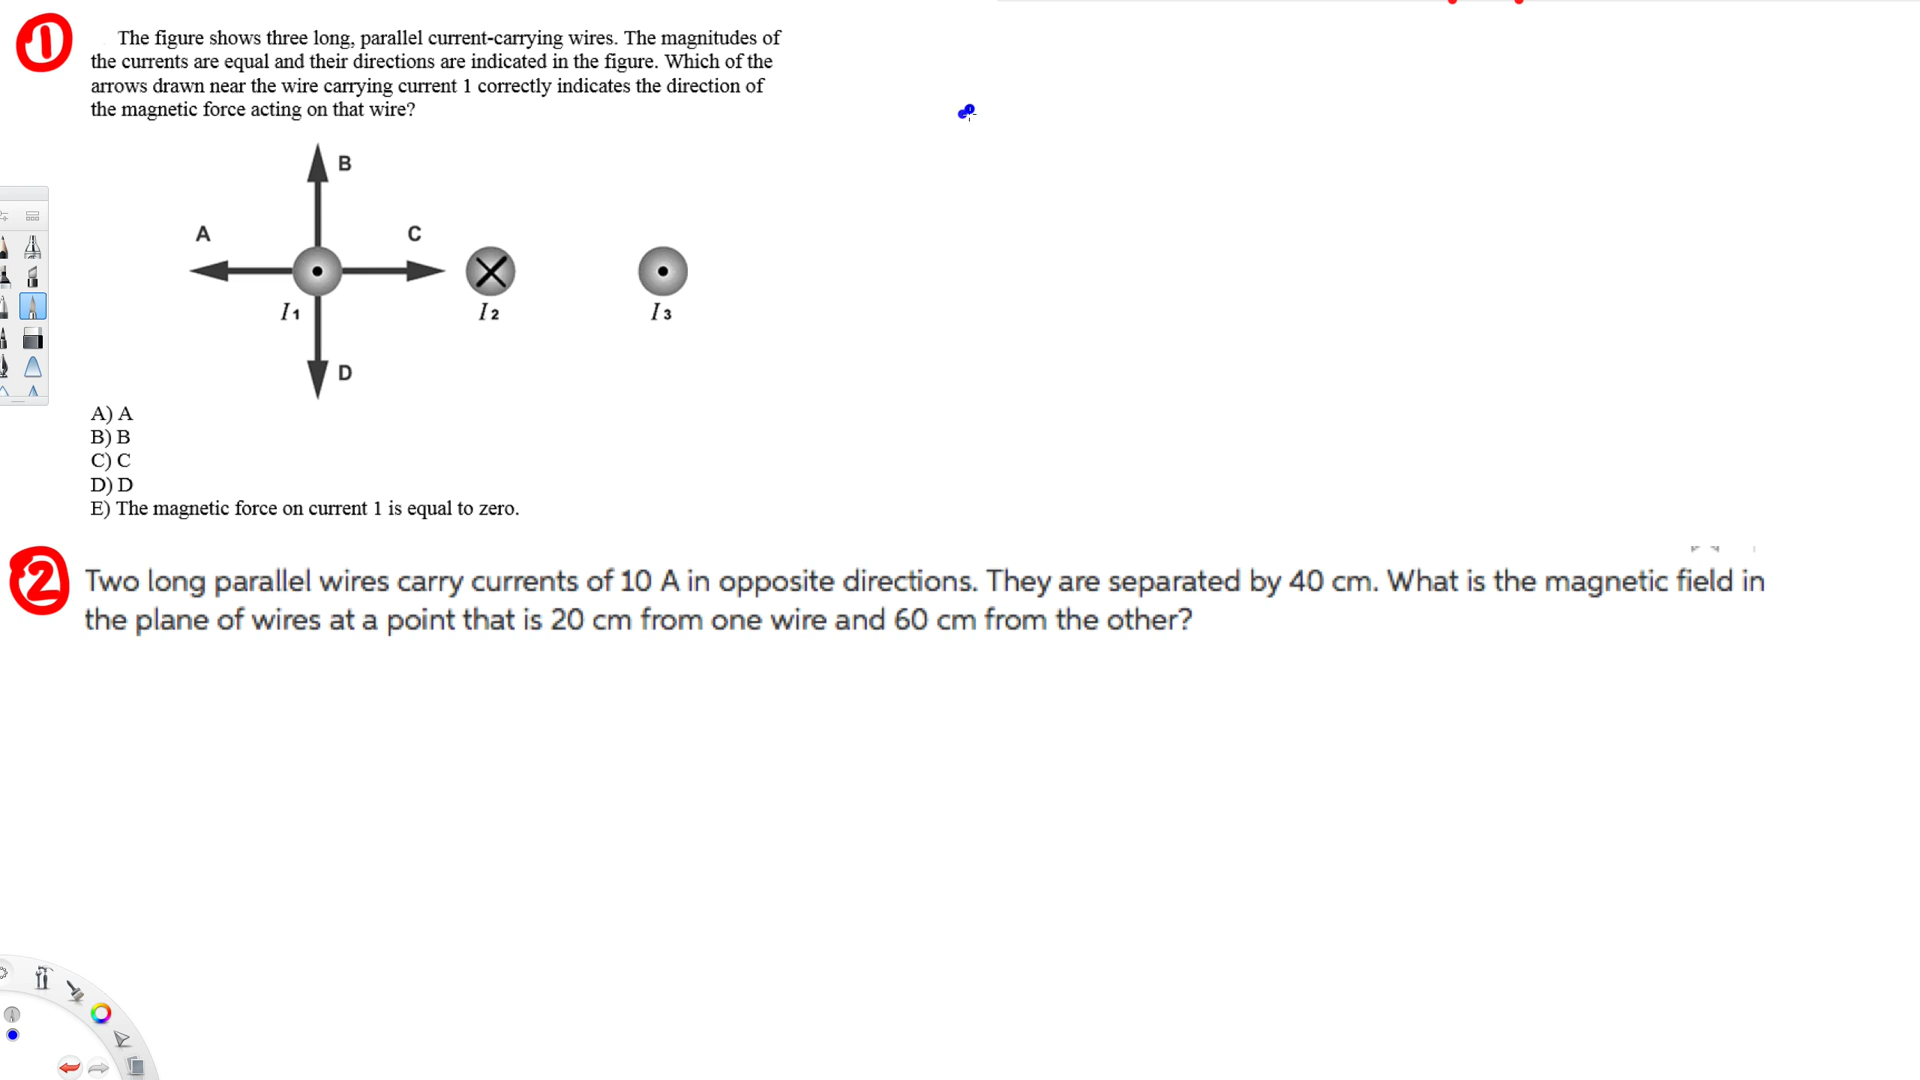 1
The figure shows three long, parallel current-carrying wires. The magnitudes of
the currents are equal and their directions are indicated in the figure. Which of the
arrows drawn near the wire carrying current 1 correctly indicates the direction of
the magnetic force acting on that wire?
B
A
C
I1
I2
I3
D
A) A
B) B
C) C
D) D
E) The magnetic force on current 1 is equal to zero.
2
Two long parallel wires carry currents of 10 A in opposite directions. They are separated by 40 cm. What is the magnetic field in
the plane of wires at a point that is 20 cm from one wire and 60 cm from the other?